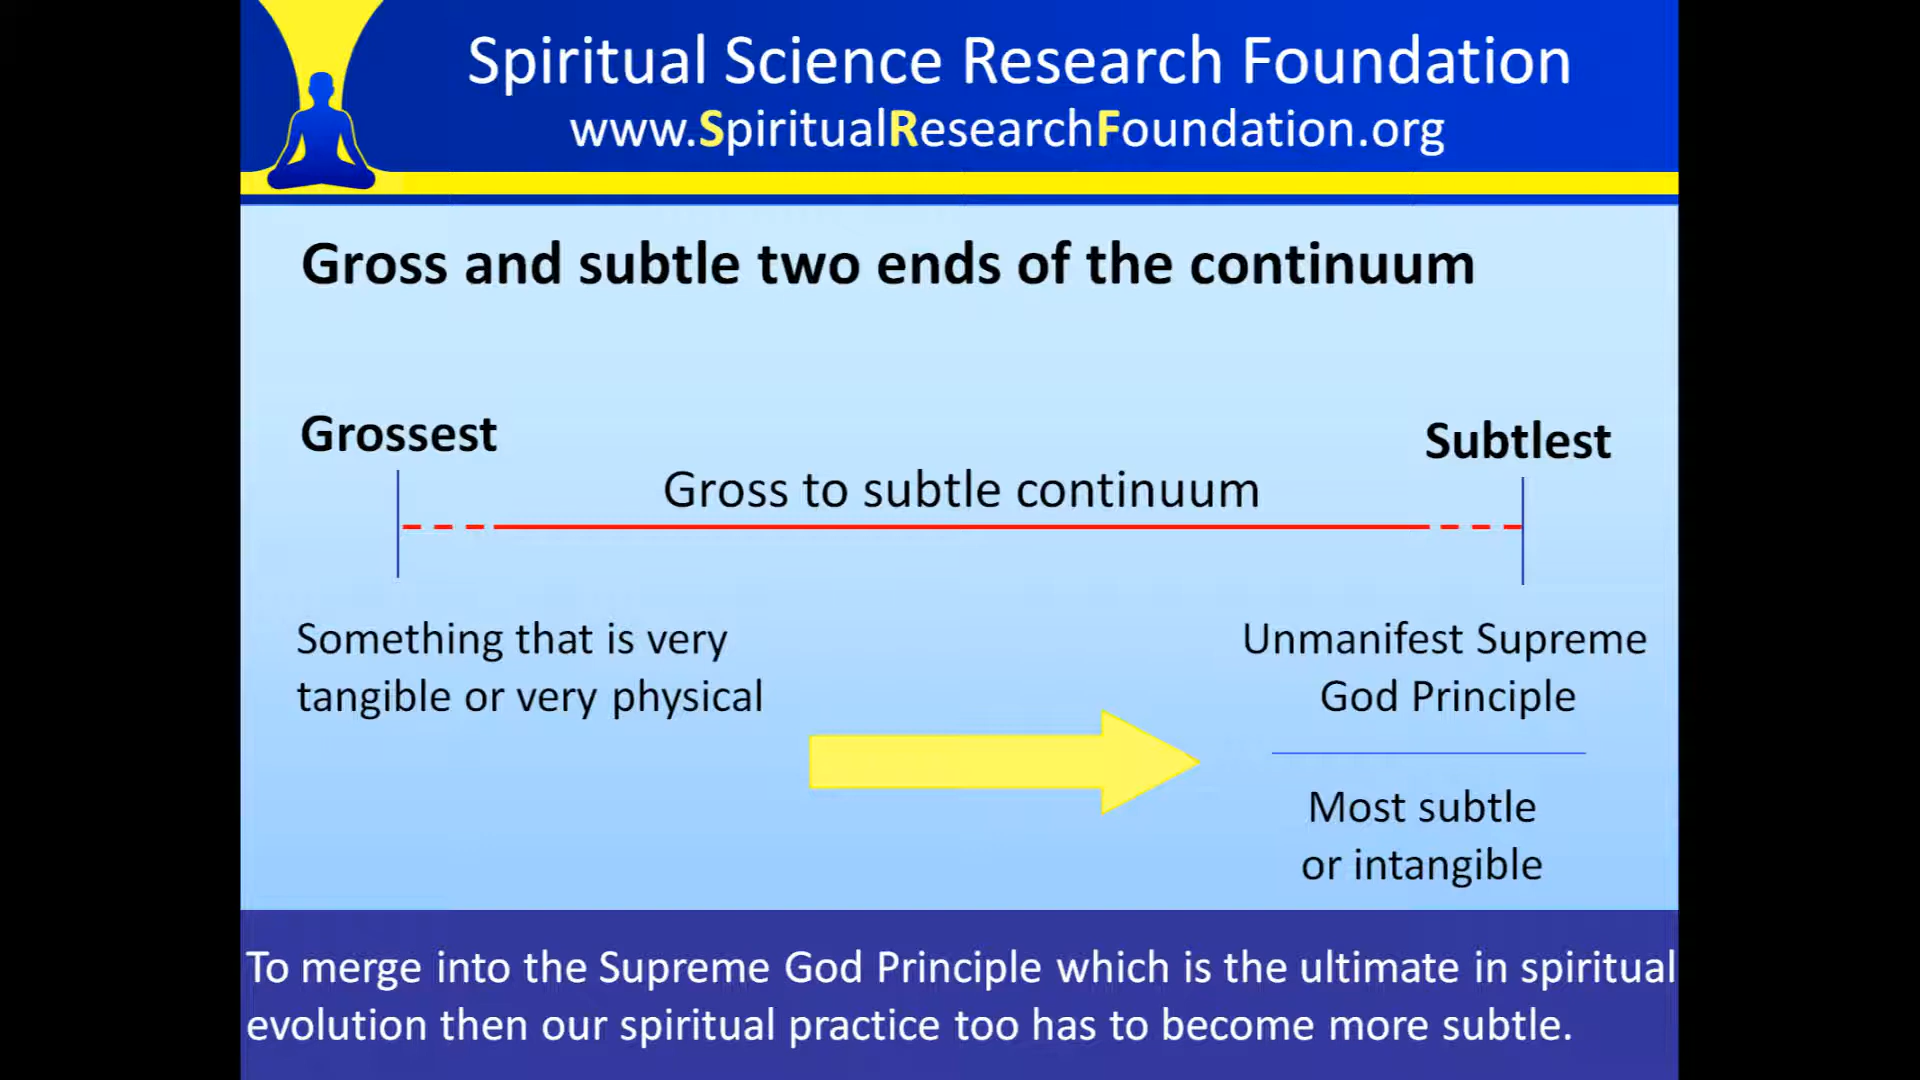 Spiritual Science Research Foundation
www.SpiritualResearchFoundation.org
Gross and subtle two ends of the continuum
Grossest
Subtlest
Gross to subtle continuum
Something that is very
tangible or very physical
Unmanifest Supreme
God Principle
Most subtle
or intangible
To merge into the Supreme God Principle which is the ultimate in spiritual
evolution then our spiritual practice too has to become more subtle.